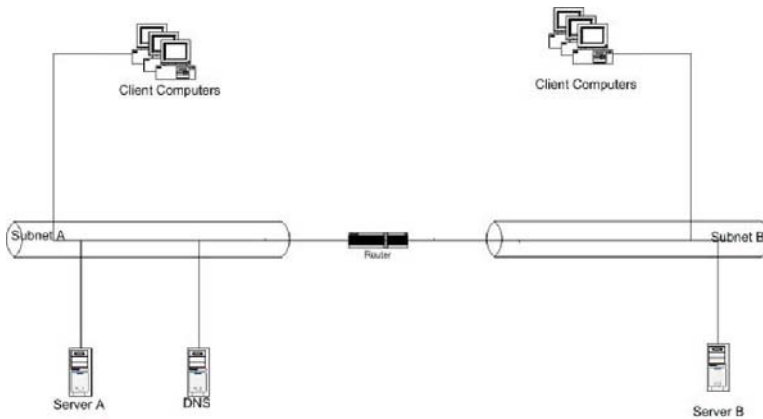 Client Computers
Client Computers
Subnet A
Subnet B
Router
Server A
DNS
Server B